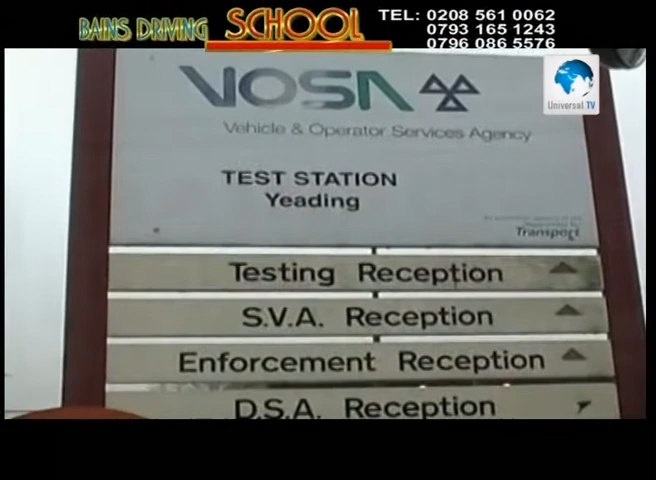 BAINS DRIVING SCHOOL TEL: 0208 561 0062
0793 165 1243
0796 086 5576
VOSA
Universal TV
Vehicle & Operator Services Agency
TEST STATION
Yeading
Transport
Testing Reception
S.V.A. Reception
Enforcement Reception
D.S.A. Reception